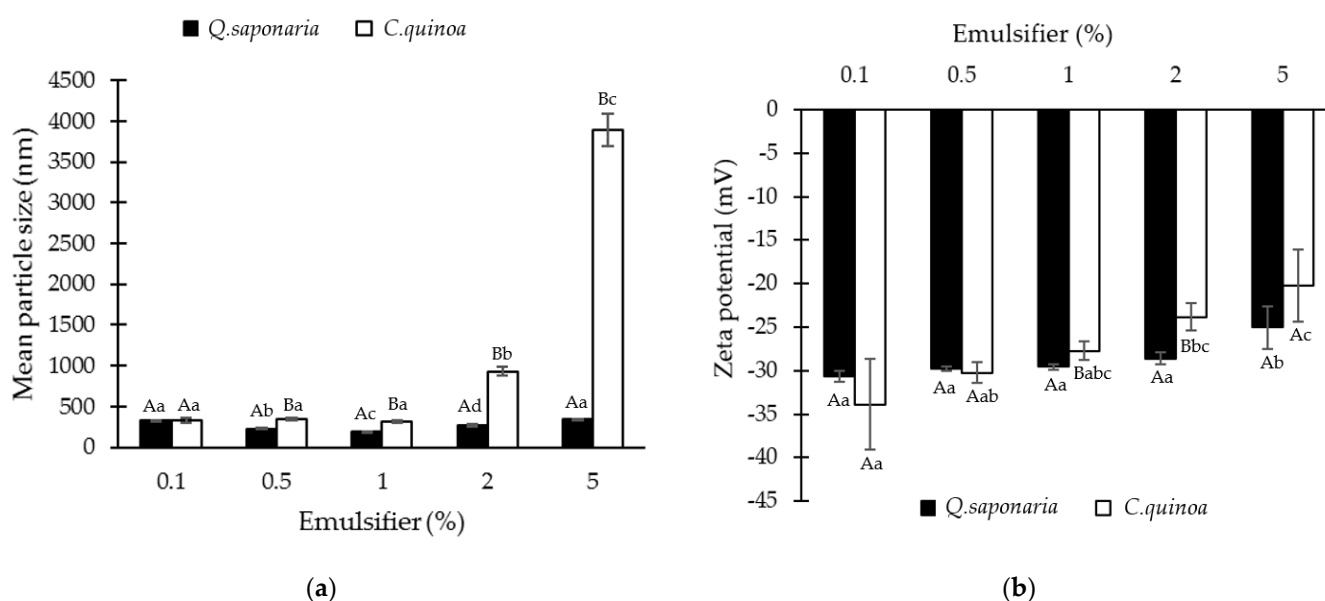 Q.saponaria C.quinoa
Mean particle size (nm)
4500
4000
3500
3000
2500
2000
1500
1000
500
0
Aa Aa Ab Ba Ac Ba Ad Bb Aa Bc
0.1 0.5 1 2 5
Emulsifier (%)
(a)
Emulsifier (%)
0.1 0.5 1 2 5
Zeta potential (mV)
0
-5
-10
-15
-20
-25
-30
-35
-40
-45
Aa Aa Aa Aab Aa Babc Aa Bbc Ab Ac
Q.saponaria C.quinoa
(b)